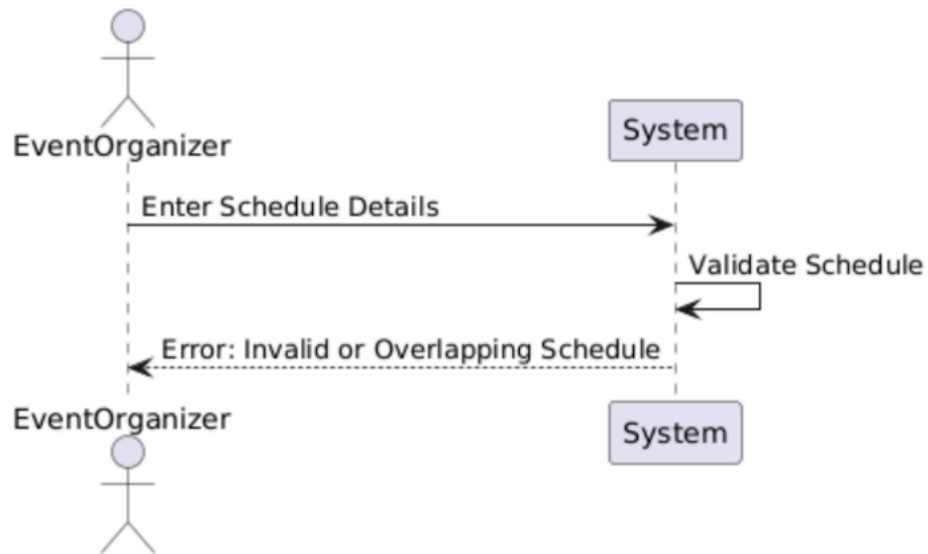 EventOrganizer
System
Enter Schedule Details
Validate Schedule
Error: Invalid or Overlapping Schedule
EventOrganizer
System